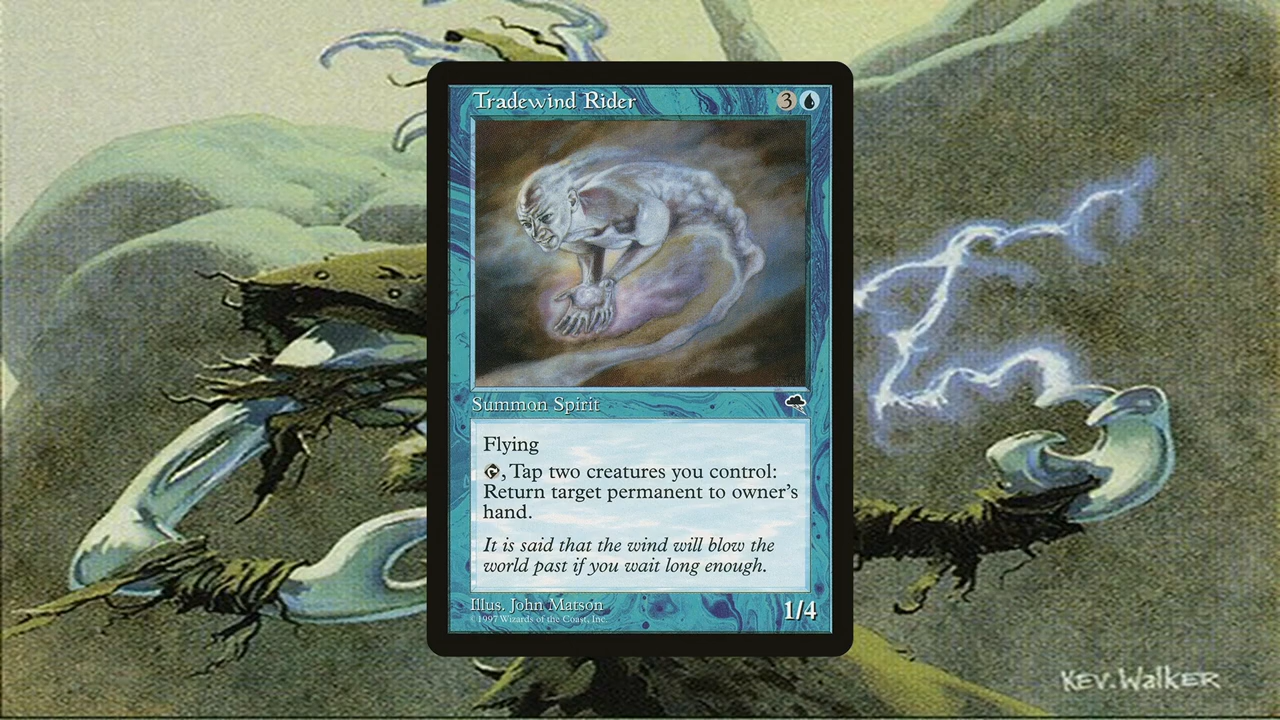 Tradewind Rider 3
Summon Spirit
Flying
, Tap two creatures you control:
Return target permanent to owner's
hand.
It is said that the wind will blow the
world past if you wait long enough.
Illus. John Matson
© 1997 Wizards of the Coast, Inc.
1/4
Kev. Walker